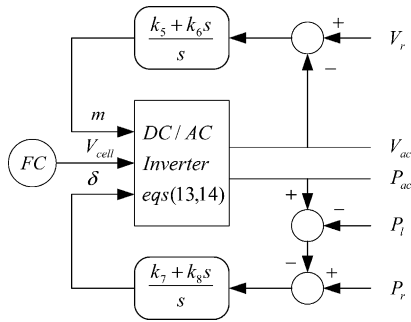 k5 + k6s
s
+
Vr
−
m
DC / AC
Inverter
eqs(13,14)
Vcell
FC
δ
Vac
Pac
+
−
Pl
−
+
k7 + k8s
s
Pr